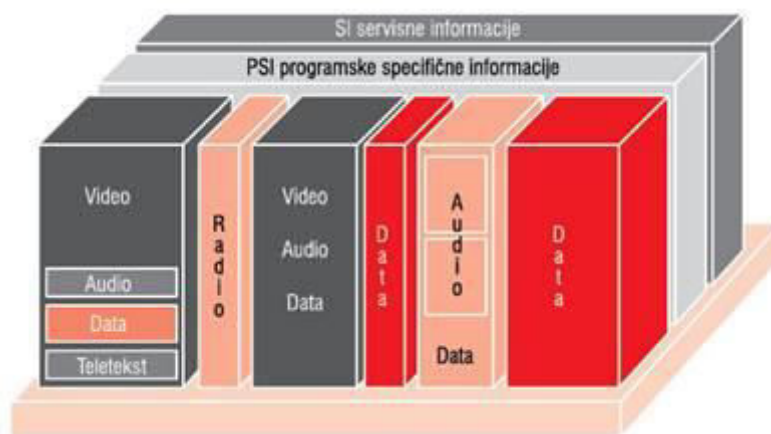 SI servisne informacije
PSI programske specifične informacije
Video
Audio
Data
Teletekst
Radio
Video
Audio
Data
Data
Audio
Data
Data